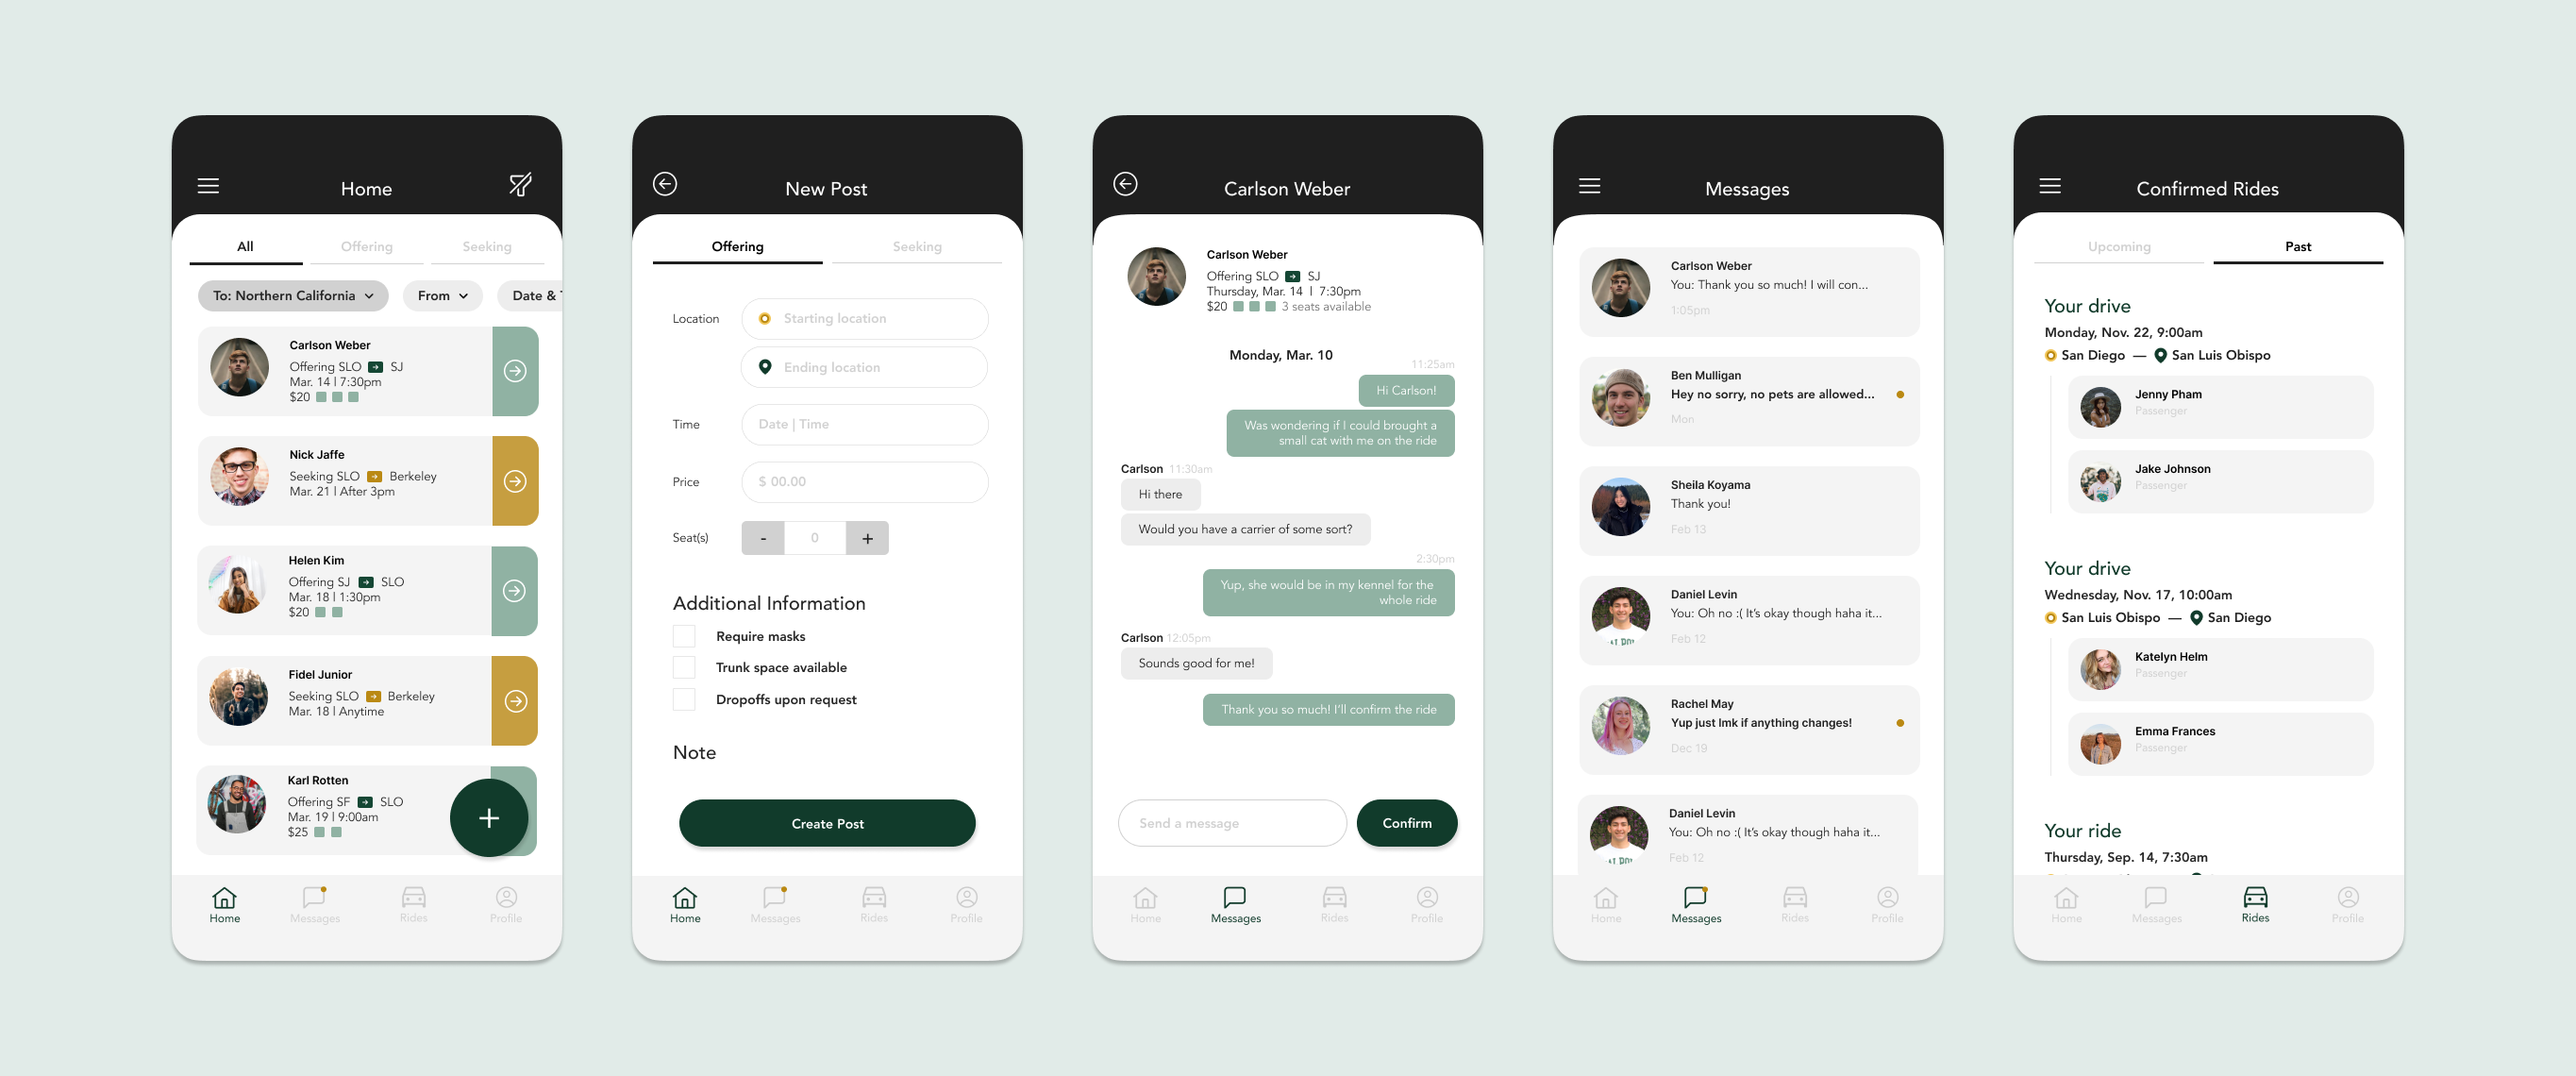 Home
All
Offering
Seeking
To: Northern California
From
Date & T
Carlson Weber
Offering SLO SJ
Mar. 14 | 7:30pm
$20
Nick Jaffe
Seeking SLO Berkeley
Mar. 21 | After 3pm
Helen Kim
Offering SJ SLO
Mar. 18 | 1:30pm
$20
Fidel Junior
Seeking SLO Berkeley
Mar. 18 | Anytime
Karl Rotten
Offering SF SLO
Mar. 19 | 9:00am
$25
+
Home
Messages
Rides
Profile
New Post
Offering
Seeking
Location
Starting location
Ending location
Time
Date | Time
Price
$ 00.00
Seat(s)
- 0 +
Additional Information
Require masks
Trunk space available
Dropoffs upon request
Note
Create Post
Home
Messages
Rides
Profile
Carlson Weber
Carlson Weber
Offering SLO SJ
Thursday, Mar. 14 | 7:30pm
$20 3 seats available
Monday, Mar. 10
11:25am
Hi Carlson!
Was wondering if I could brought a
small cat with me on the ride
Carlson 11:30am
Hi there
Would you have a carrier of some sort?
2:30pm
Yup, she would be in my kennel for the
whole ride
Carlson 12:05pm
Sounds good for me!
Thank you so much! I'll confirm the ride
Send a message
Confirm
Home
Messages
Rides
Profile
Messages
Carlson Weber
You: Thank you so much! I will con...
1:05pm
Ben Mulligan
Hey no sorry, no pets are allowed...
Mon
Sheila Koyama
Thank you!
Feb 13
Daniel Levin
You: Oh no :( It's okay though haha it...
Feb 12
Rachel May
Yup just lmk if anything changes!
Dec 19
Daniel Levin
You: Oh no :( It's okay though haha it...
Feb 12
Home
Messages
Rides
Profile
Confirmed Rides
Upcoming
Past
Your drive
Monday, Nov. 22, 9:00am
San Diego — San Luis Obispo
Jenny Pham
Passenger
Jake Johnson
Passenger
Your drive
Wednesday, Nov. 17, 10:00am
San Luis Obispo — San Diego
Katelyn Helm
Passenger
Emma Frances
Passenger
Your ride
Thursday, Sep. 14, 7:30am
Home
Messages
Rides
Profile